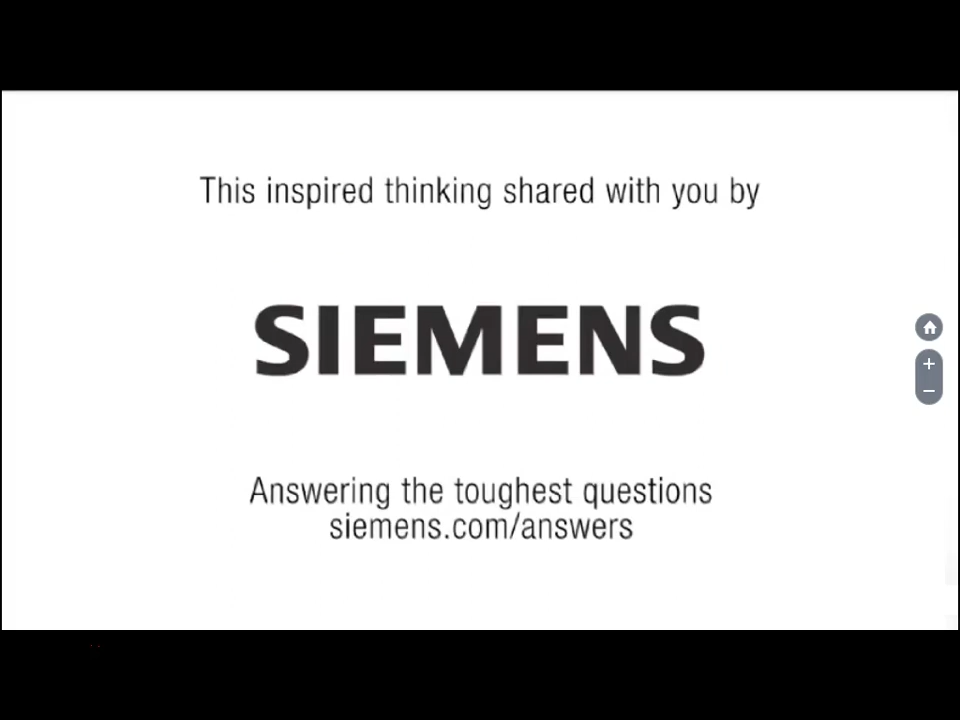 This inspired thinking shared with you by
SIEMENS
Answering the toughest questions
siemens.com/answers